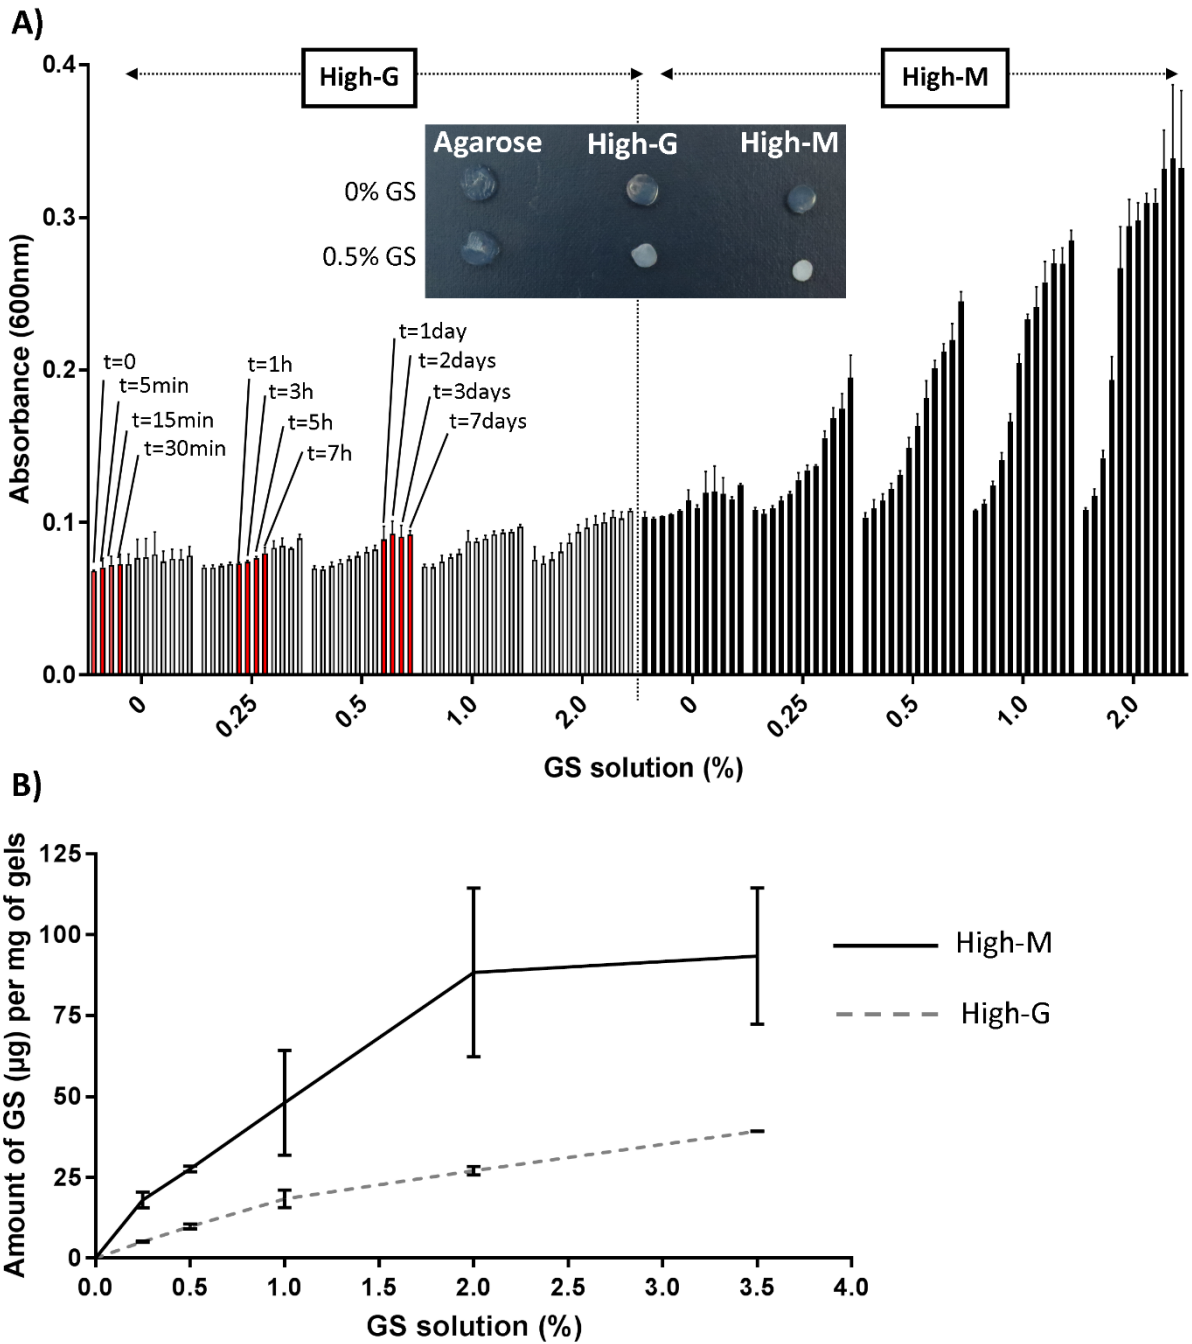 A)
0.4
High-G
High-M
Agarose
High-G
High-M
0% GS
0.5% GS
0.3
Absorbance (600nm)
t=1day
t=2days
t=3days
t=7days
t=0
t=5min
t=15min
t=30min
t=1h
t=3h
t=5h
t=7h
0.2
0.1
0.0
0
0.25
0.5
1.0
2.0
0
0.25
0.5
1.0
2.0
GS solution (%)
B)
Amount of GS (µg) per mg of gels
125
100
75
50
25
0
High-M
High-G
0.0
0.5
1.0
1.5
2.0
2.5
3.0
3.5
4.0
GS solution (%)